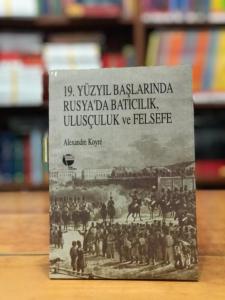 19. YÜZYIL BAŞLARINDA
RUSYA'DA BATICILIK,
ULUSÇULUK ve FELSEFE
Alexandre Koyré